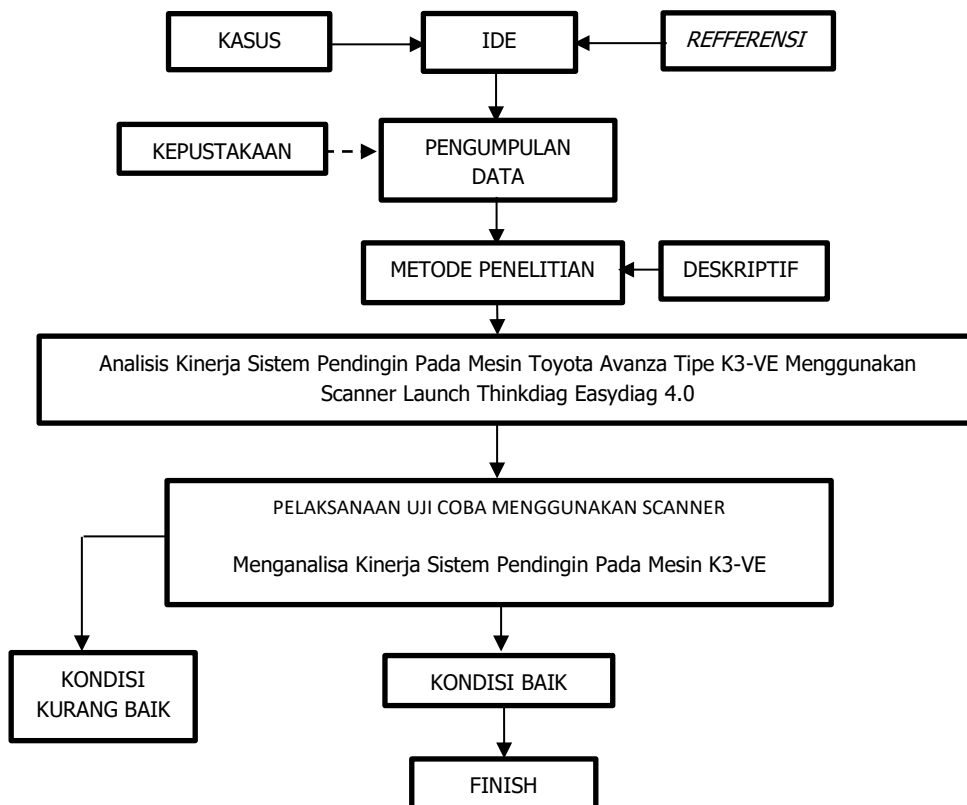 KASUS
IDE
REFFERENSI
KEPUSTAKAAN
PENGUMPULAN
DATA
METODE PENELITIAN
DESKRIPTIF
Analisis Kinerja Sistem Pendingin Pada Mesin Toyota Avanza Tipe K3-VE Menggunakan
Scanner Launch Thinkdiag Easydiag 4.0
PELAKSANAAN UJI COBA MENGGUNAKAN SCANNER
Menganalisa Kinerja Sistem Pendingin Pada Mesin K3-VE
KONDISI
KURANG BAIK
KONDISI BAIK
FINISH